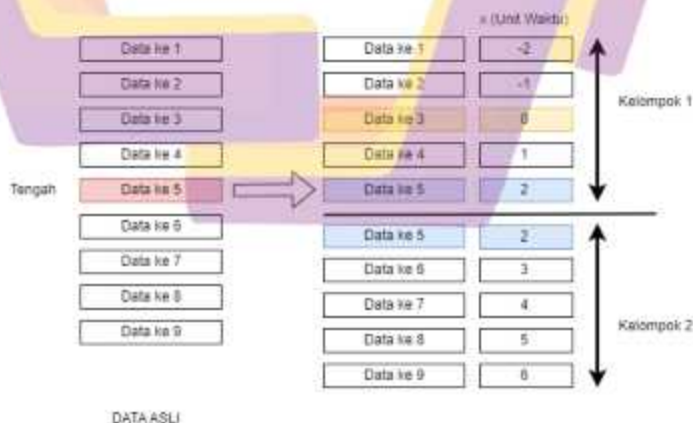 x (Unit Waktu)
Data ke 1
Data ke 1
-2
Data ke 2
Data ke 2
-1
Kelompok 1
Data ke 3
Data ke 3
0
Data ke 4
Data ke 4
1
Tengah
Data ke 5
Data ke 5
2
Data ke 6
Data ke 5
2
Data ke 7
Data ke 6
3
Data ke 8
Data ke 7
4
Data ke 9
Data ke 8
5
Kelompok 2
Data ke 9
6
DATA ASLI